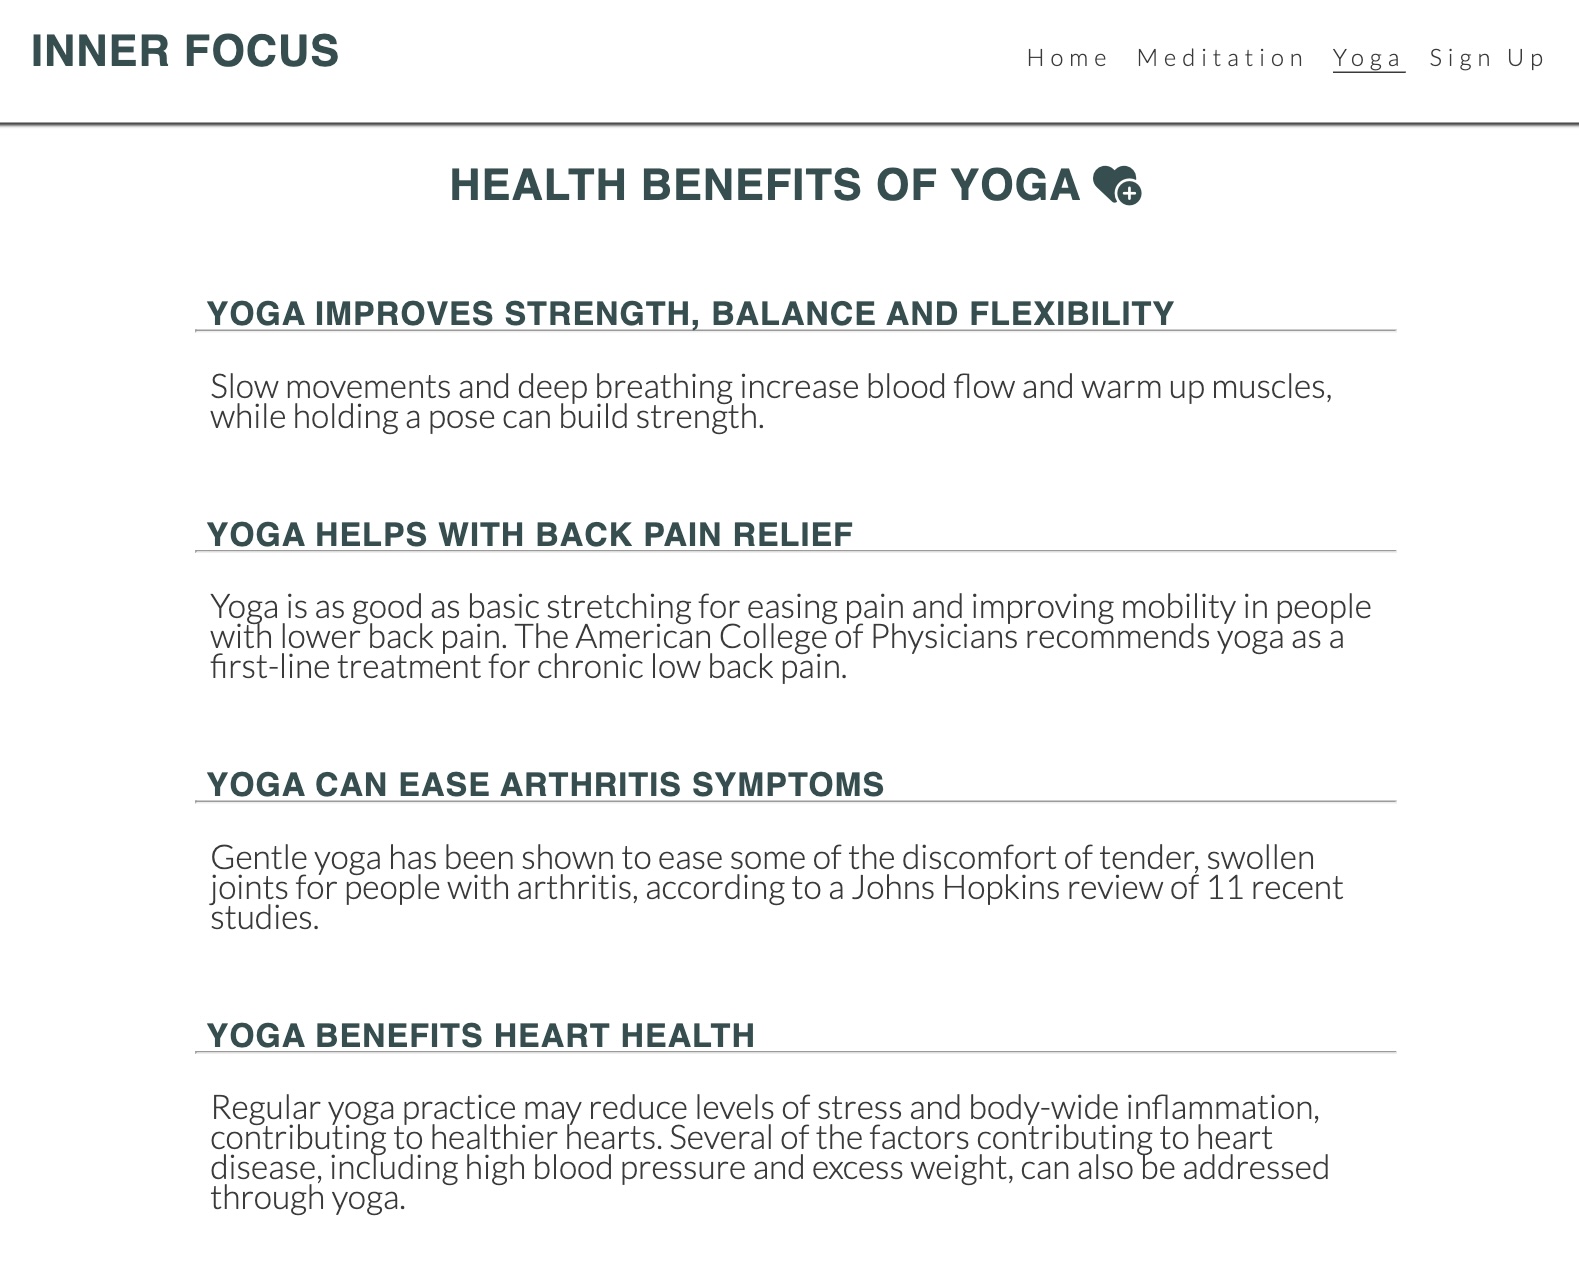 INNER FOCUS
Home Meditation Yoga Sign Up
HEALTH BENEFITS OF YOGA
YOGA IMPROVES STRENGTH, BALANCE AND FLEXIBILITY
Slow movements and deep breathing increase blood flow and warm up muscles,
while holding a pose can build strength.
YOGA HELPS WITH BACK PAIN RELIEF
Yoga is as good as basic stretching for easing pain and improving mobility in people
with lower back pain. The American College of Physicians recommends yoga as a
first-line treatment for chronic low back pain.
YOGA CAN EASE ARTHRITIS SYMPTOMS
Gentle yoga has been shown to ease some of the discomfort of tender, swollen
joints for people with arthritis, according to a Johns Hopkins review of 11 recent
studies.
YOGA BENEFITS HEART HEALTH
Regular yoga practice may reduce levels of stress and body-wide inflammation,
contributing to healthier hearts. Several of the factors contributing to heart
disease, including high blood pressure and excess weight, can also be addressed
through yoga.